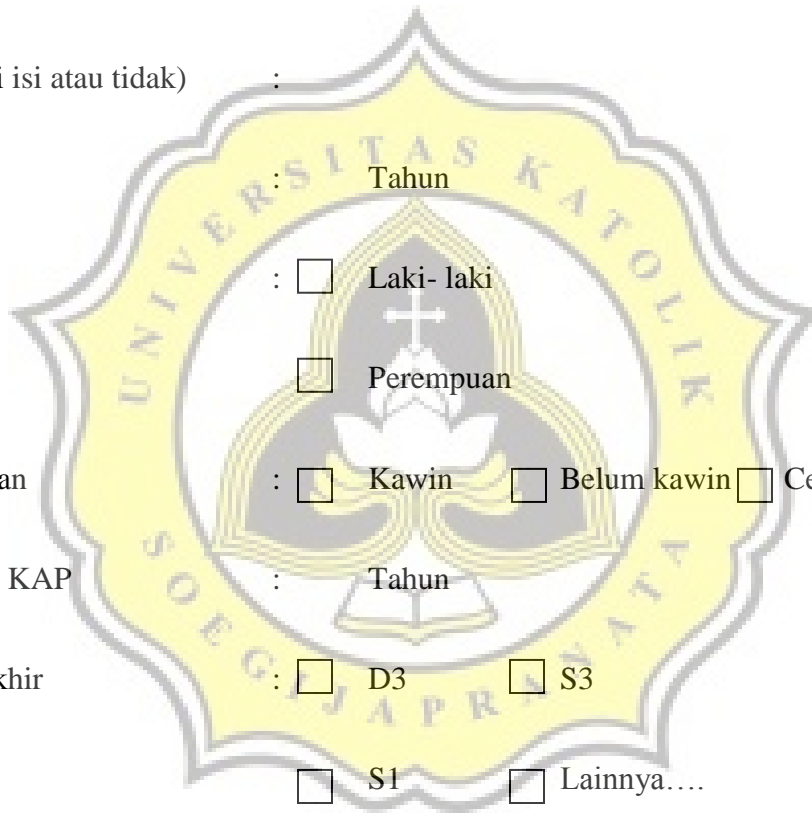 i isi atau tidak) :
: Tahun
: Laki- laki
Perempuan
an : Kawin Belum kawin Ce
KAP : Tahun
khir : D3 S3
S1 Lainnya….
UNIVERSITAS KATOLIK
SOEGIJAPRANATA